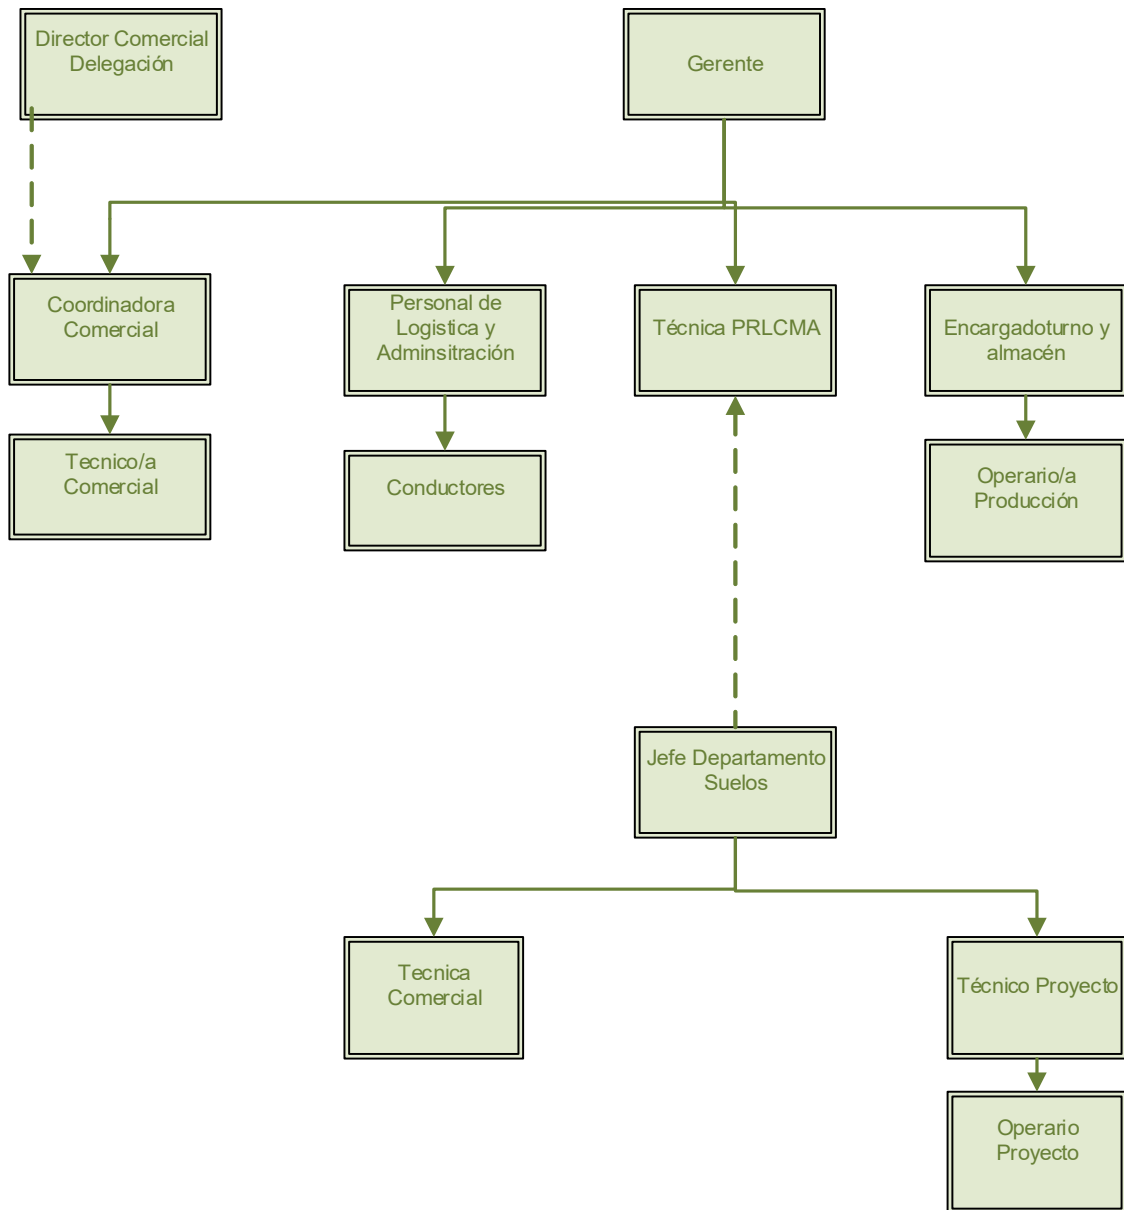 Director Comercial
Delegación
Gerente
Coordinadora
Comercial
Personal de
Logistica y
Adminsitración
Técnica PRLCMA
Encargadoturno y
almacén
Tecnico/a
Comercial
Conductores
Operario/a
Producción
Jefe Departamento
Suelos
Tecnica
Comercial
Técnico Proyecto
Operario
Proyecto